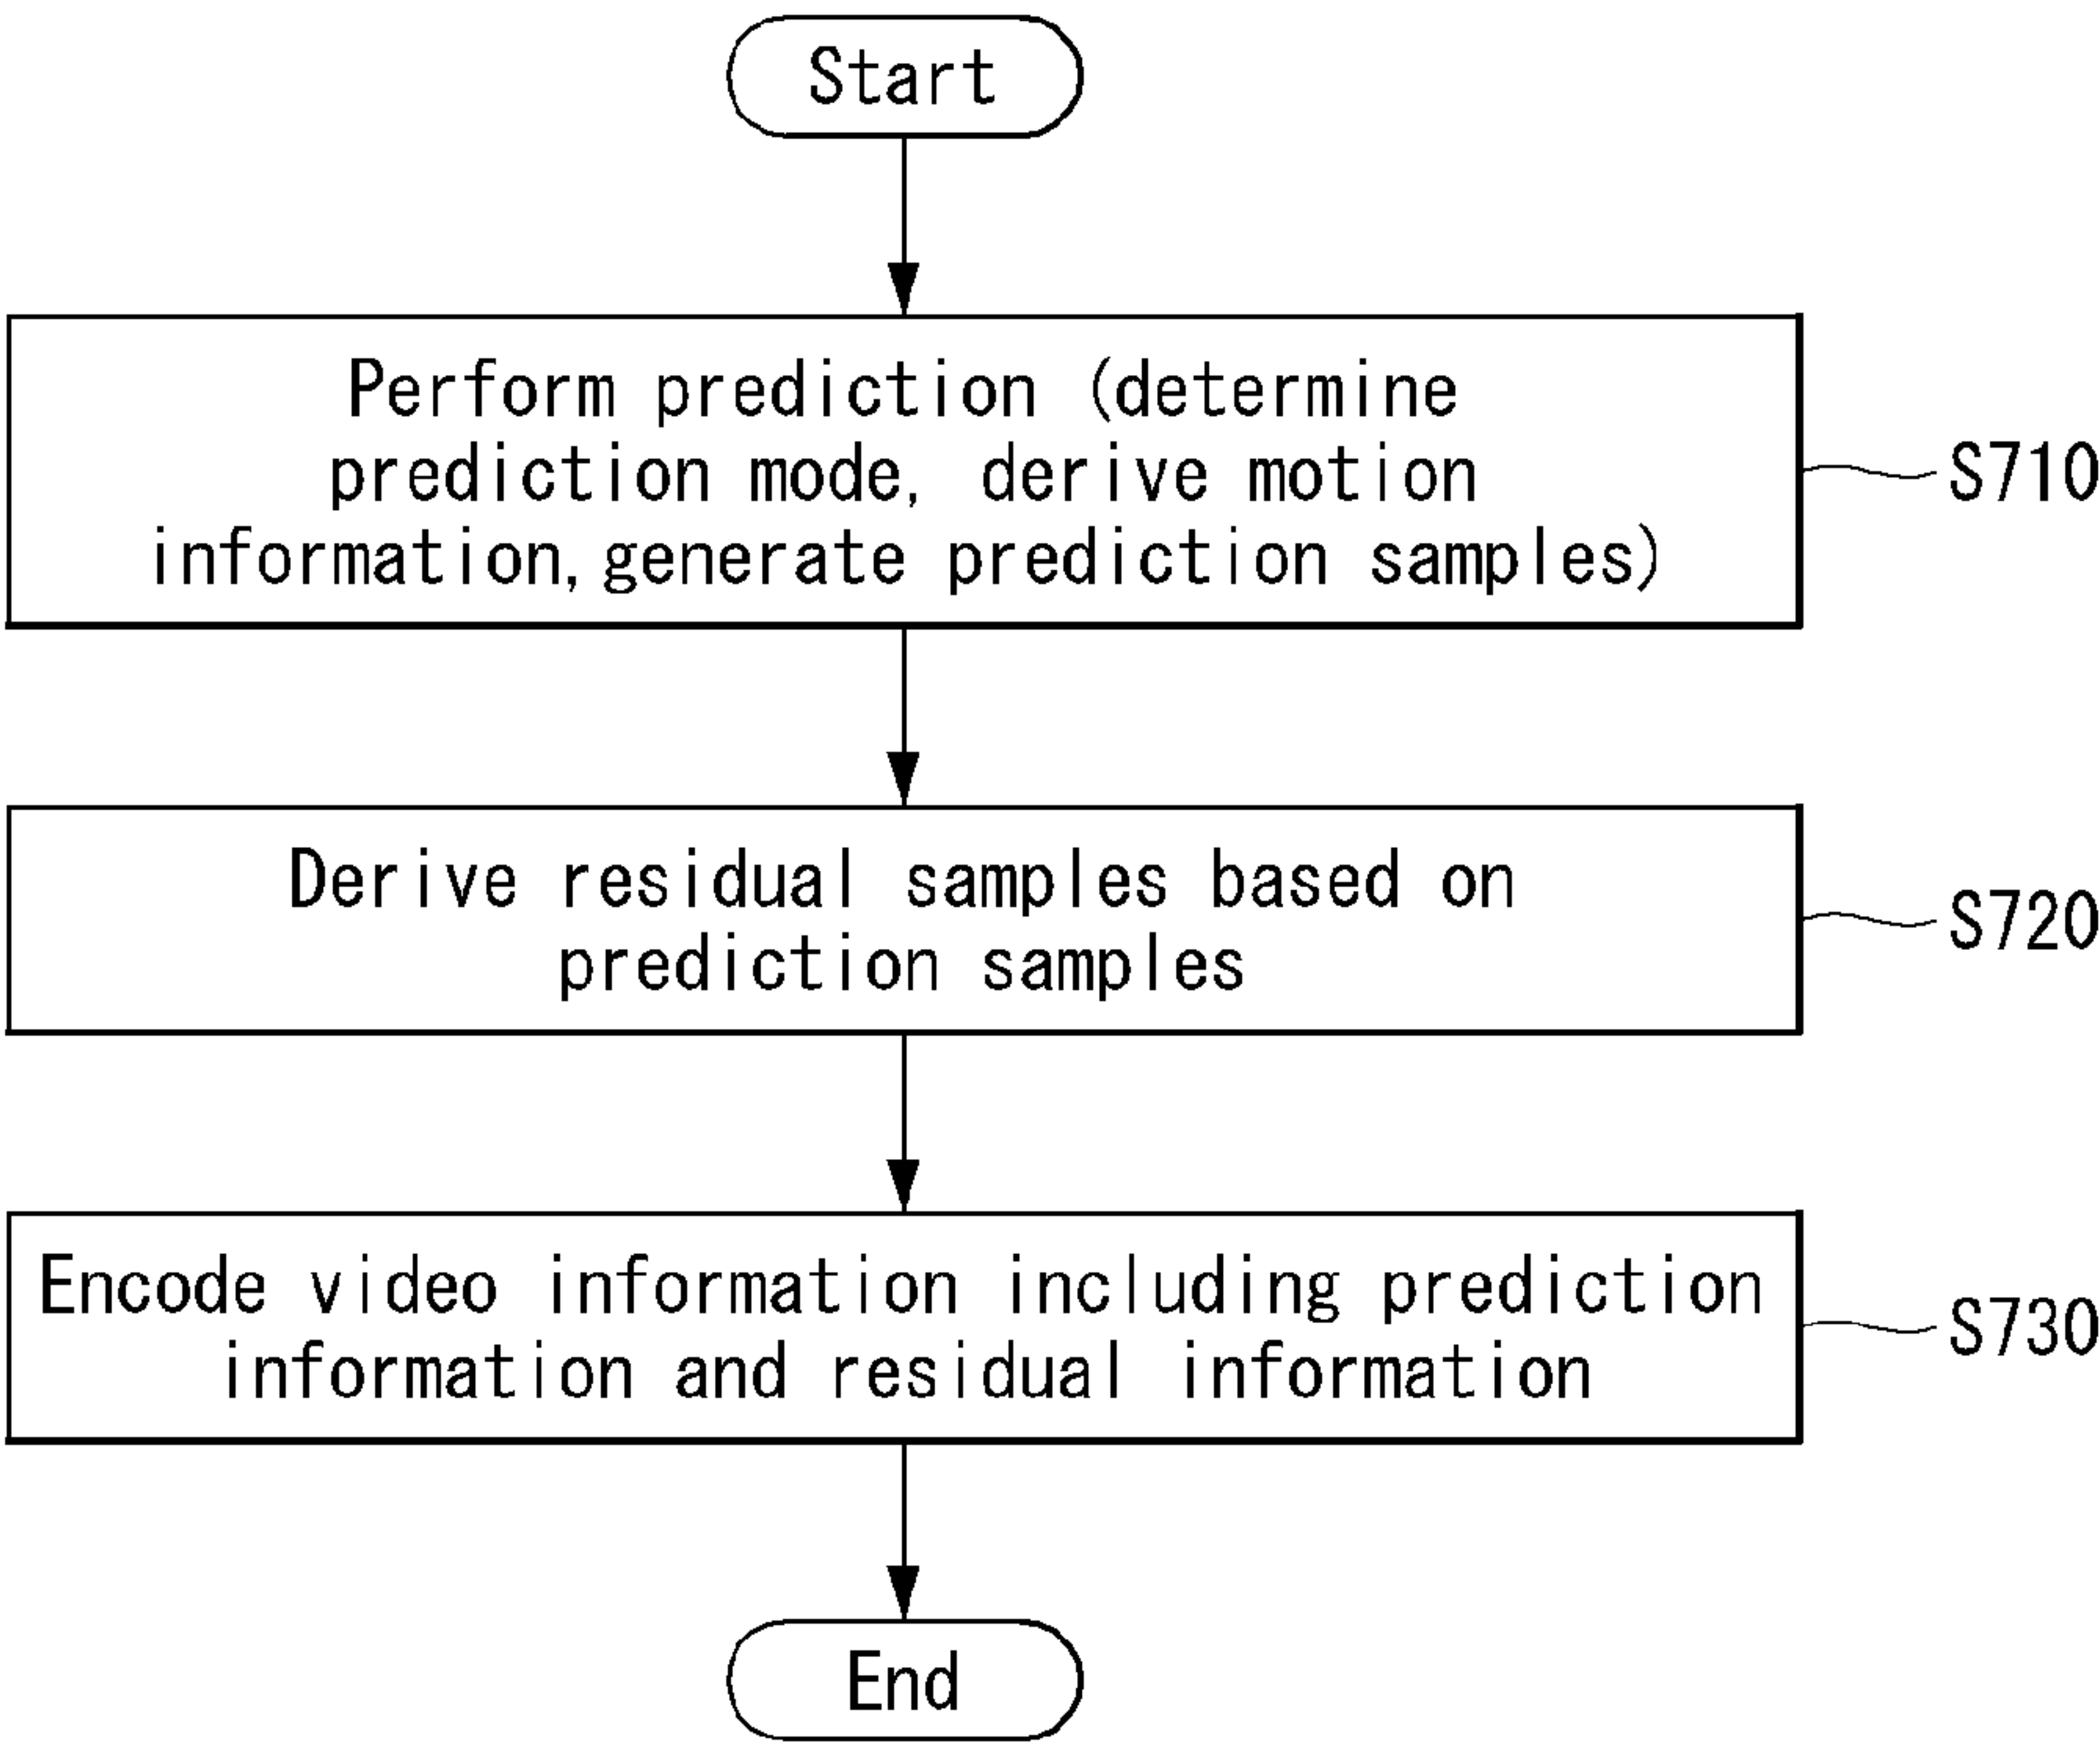 Start
Perform prediction (determine
prediction mode, derive motion
information, generate prediction samples)
S710
Derive residual samples based on
prediction samples
S720
Encode video information including prediction
information and residual information
S730
End